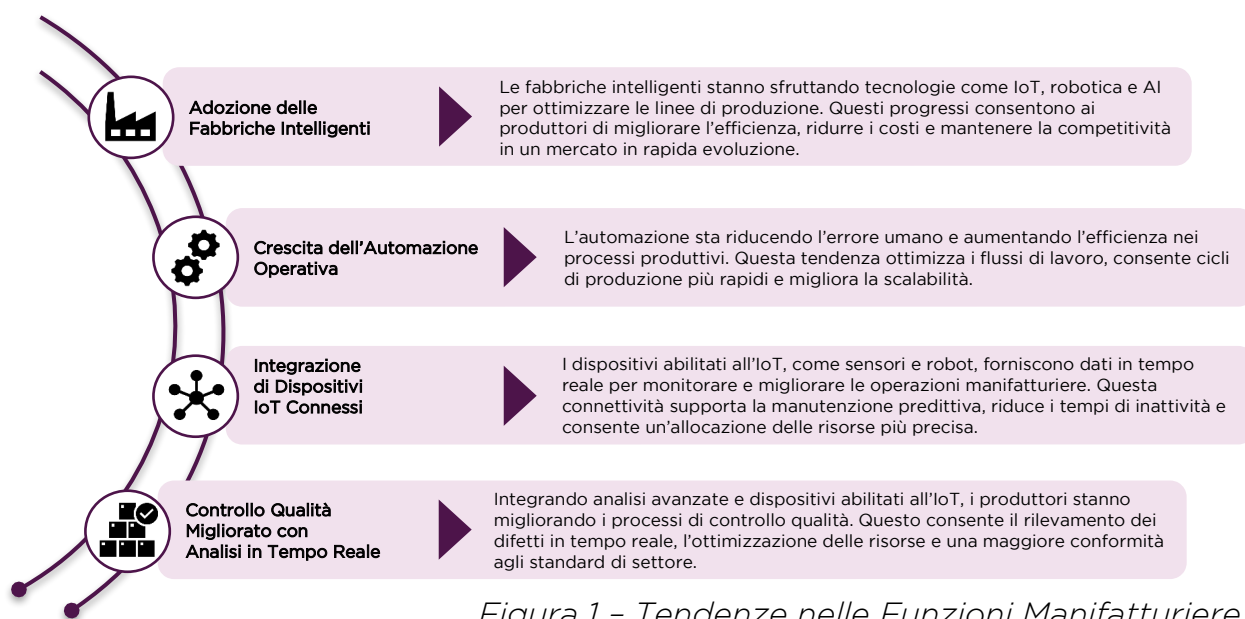 Adozione delle
Fabbriche Intelligenti
Le fabbriche intelligenti stanno sfruttando tecnologie come IoT, robotica e AI
per ottimizzare le linee di produzione. Questi progressi consentono ai
produttori di migliorare l'efficienza, ridurre i costi e mantenere la competitività
in un mercato in rapida evoluzione.
Crescita dell'Automazione
Operativa
L'automazione sta riducendo l'errore umano e aumentando l'efficienza nei
processi produttivi. Questa tendenza ottimizza i flussi di lavoro, consente cicli
di produzione più rapidi e migliora la scalabilità.
Integrazione
di Dispositivi
IoT Connessi
I dispositivi abilitati all'IoT, come sensori e robot, forniscono dati in tempo
reale per monitorare e migliorare le operazioni manifatturiere. Questa
connettività supporta la manutenzione predittiva, riduce i tempi di inattività e
consente un'allocazione delle risorse più precisa.
Controllo Qualità
Migliorato con
Analisi in Tempo Reale
Integrando analisi avanzate e dispositivi abilitati all'IoT, i produttori stanno
migliorando i processi di controllo qualità. Questo consente il rilevamento dei
difetti in tempo reale, l'ottimizzazione delle risorse e una maggiore conformità
agli standard di settore.
Figura 1 – Tendenze nelle Funzioni Manifatturiere